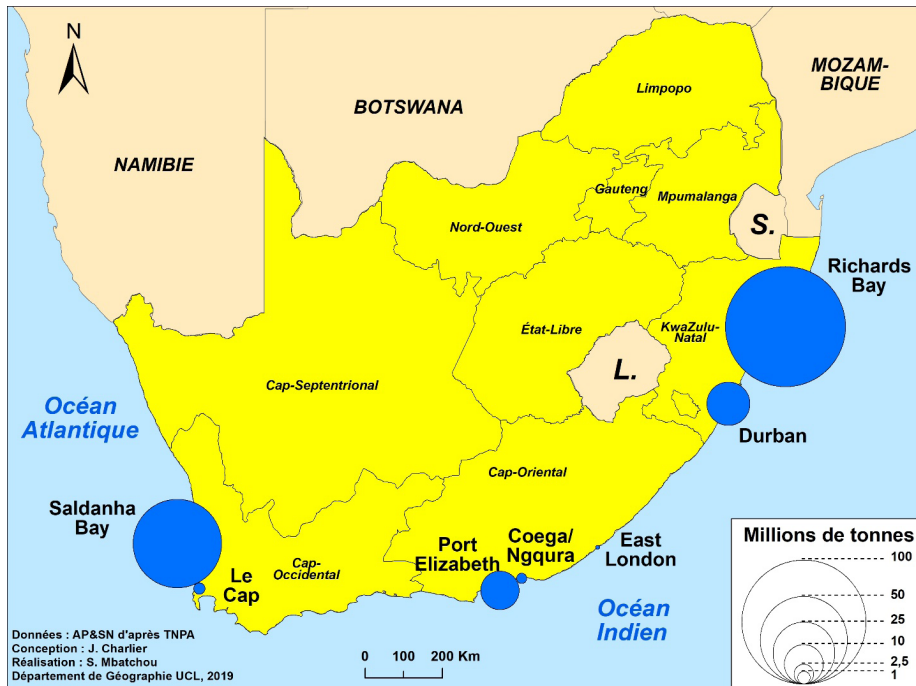 N
MOZAM-
BIQUE
Limpopo
BOTSWANA
NAMIBIE
Gauteng
Mpumalanga
Nord-Ouest
S.
Richards
Bay
État-Libre
KwaZulu-
Natal
L.
Cap-Septentrional
Océan
Atlantique
Durban
Cap-Oriental
Saldanha
Bay
Coega/
Ngqura
Port
Elizabeth
East
London
Cap-
Occidental
Le
Cap
Océan
Indien
Millions de tonnes
100
50
25
10
2,5
1
Données : AP&SN d'après TNPA
Conception : J. Charlier
Réalisation : S. Mbatchou
Département de Géographie UCL, 2019
0 100 200 Km